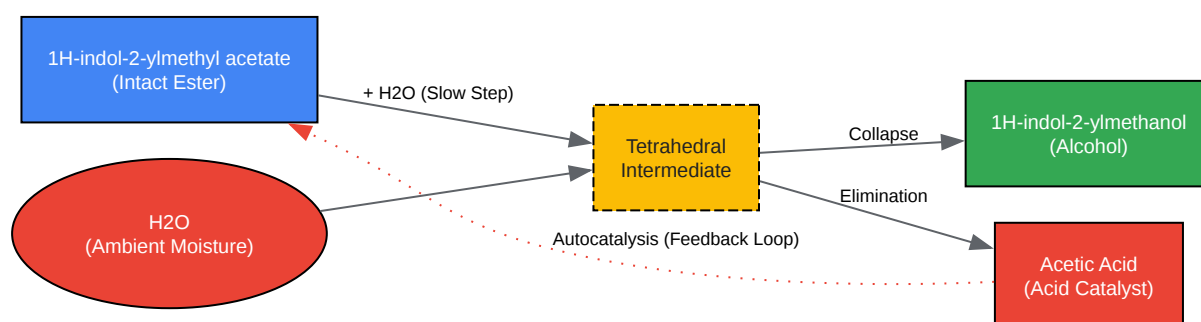 1H-indol-2-ylmethyl acetate
(Intact Ester)
+ H2O (Slow Step)
H2O
(Ambient Moisture)
Tetrahedral
Intermediate
Collapse
1H-indol-2-ylmethanol
(Alcohol)
Elimination
Autocatalysis (Feedback Loop)
Acetic Acid
(Acid Catalyst)